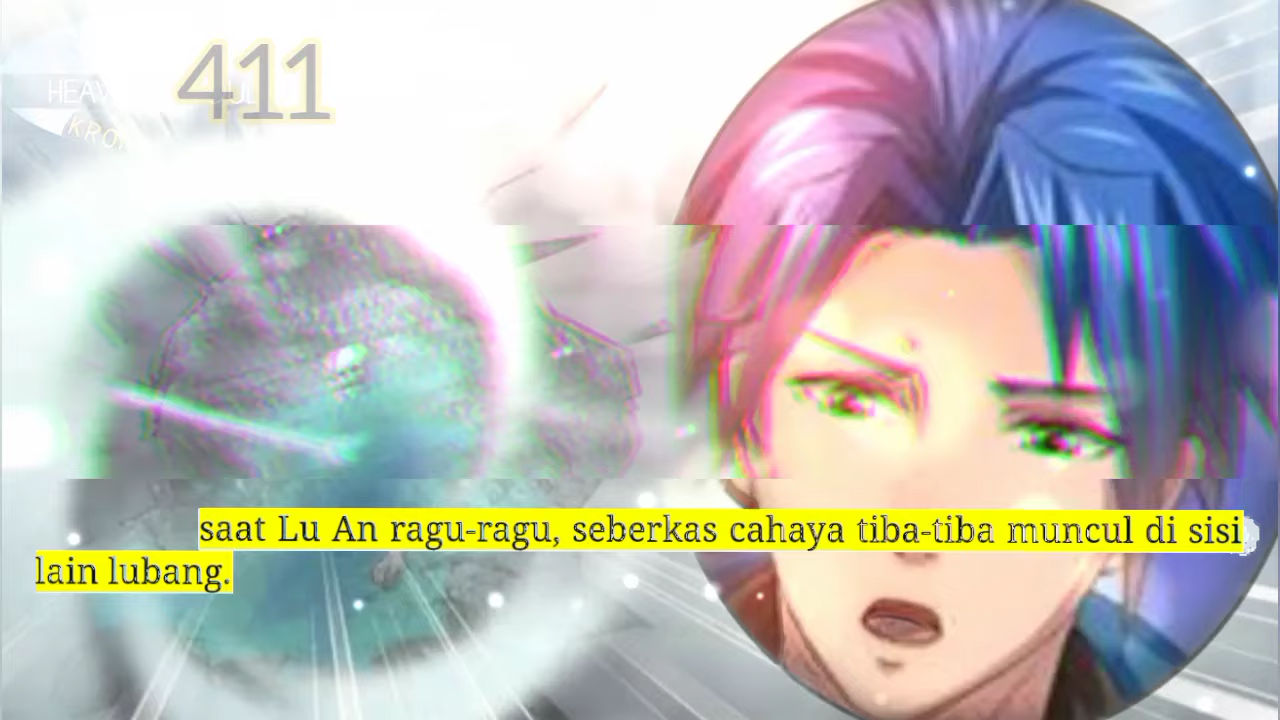 411
HEAV
KRO
saat Lu An ragu-ragu, seberkas cahaya tiba-tiba muncul di sisi
lain lubang.